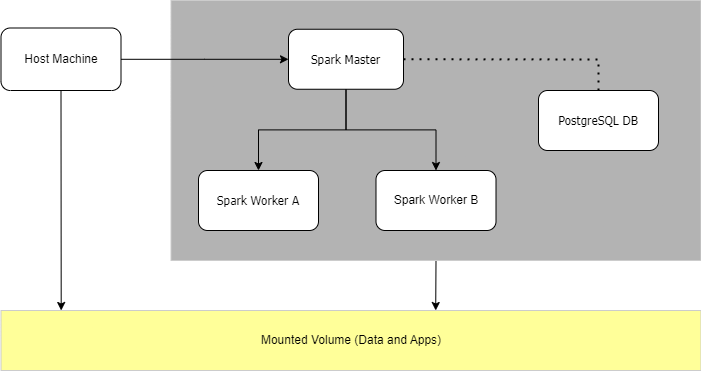 Host Machine
Spark Master
PostgreSQL DB
Spark Worker A
Spark Worker B
Mounted Volume (Data and Apps)